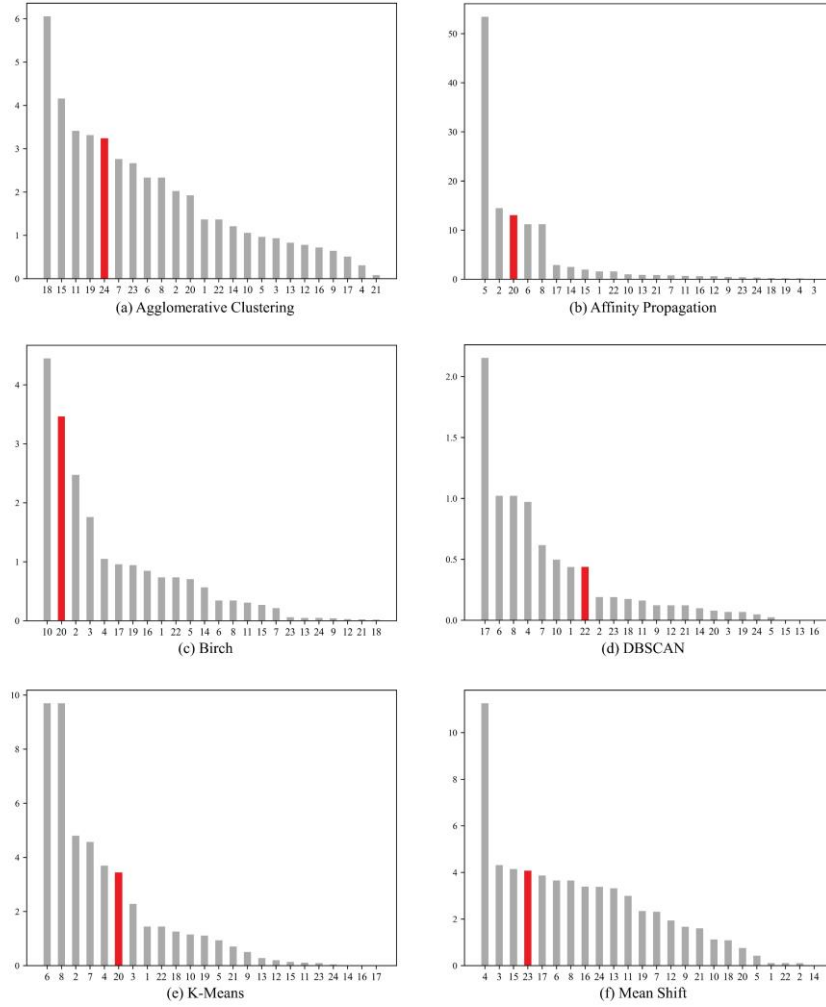 6
5
4
3
2
1
0
18 15 11 19 24 7 23 6 8 2 20 1 22 14 10 5 3 13 12 16 9 17 4 21
(a) Agglomerative Clustering
50
40
30
20
10
0
5 2 20 6 8 17 14 15 1 22 10 13 21 7 11 16 12 9 23 24 18 19 4 3
(b) Affinity Propagation
4
3
2
1
0
10 20 2 3 4 17 19 16 1 22 5 14 6 8 11 15 7 23 13 24 9 12 21 18
(c) Birch
2.0
1.5
1.0
0.5
0.0
17 6 8 4 7 10 1 22 2 23 18 11 9 12 21 14 20 3 19 24 5 15 13 16
(d) DBSCAN
10
8
6
4
2
0
6 8 2 7 4 20 3 1 22 18 10 19 5 21 9 13 12 15 11 23 24 14 16 17
(e) K-Means
10
8
6
4
2
0
4 3 15 23 17 6 8 16 24 13 11 19 7 12 9 21 10 18 20 5 1 22 2 14
(f) Mean Shift